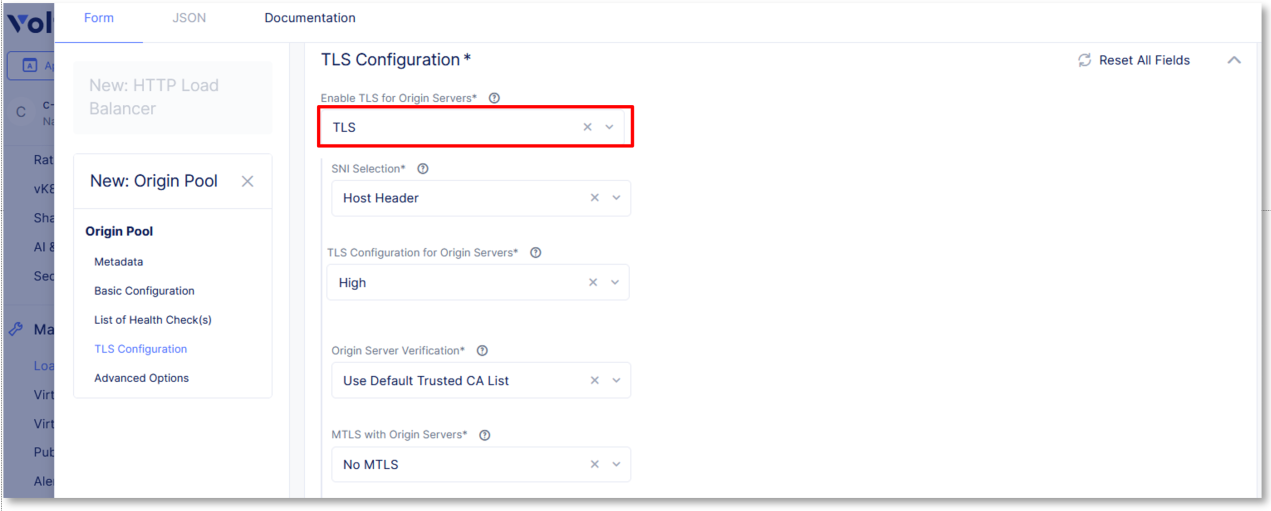 Form
JSON
Documentation
Vol
Ap
C
c-
Na
Rat
vK8
Sha
AI &
Sec
Ma
Loa
Virt
Virt
Pub
Aler
New: HTTP Load
Balancer
New: Origin Pool
Origin Pool
Metadata
Basic Configuration
List of Health Check(s)
TLS Configuration
Advanced Options
TLS Configuration *
Reset All Fields
Enable TLS for Origin Servers*
TLS
SNI Selection*
Host Header
TLS Configuration for Origin Servers*
High
Origin Server Verification*
Use Default Trusted CA List
MTLS with Origin Servers*
No MTLS